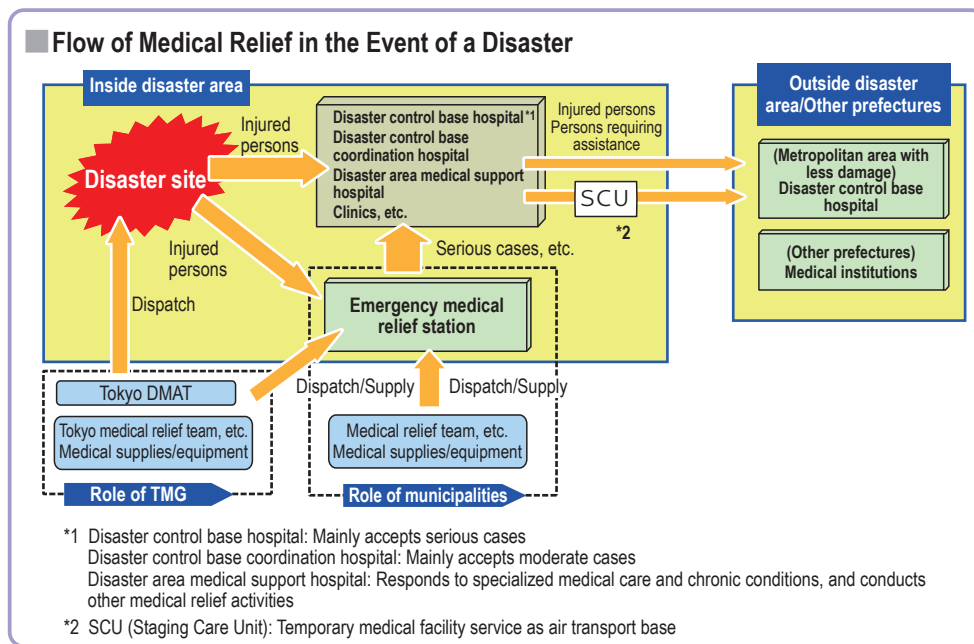 Flow of Medical Relief in the Event of a Disaster
Inside disaster area
Outside disaster
area/Other prefectures
Disaster site
Injured
persons
Disaster control base hospital*1
Disaster control base
coordination hospital
Disaster area medical support
hospital
Clinics, etc.
Injured persons
Persons requiring
assistance
SCU
*2
(Metropolitan area with
less damage)
Disaster control base
hospital
(Other prefectures)
Medical institutions
Injured
persons
Serious cases, etc.
Dispatch
Emergency medical
relief station
Dispatch/Supply
Dispatch/Supply
Tokyo DMAT
Tokyo medical relief team, etc.
Medical supplies/equipment
Role of TMG
Medical relief team, etc.
Medical supplies/equipment
Role of municipalities
*1 Disaster control base hospital: Mainly accepts serious cases
Disaster control base coordination hospital: Mainly accepts moderate cases
Disaster area medical support hospital: Responds to specialized medical care and chronic conditions, and conducts
other medical relief activities
*2 SCU (Staging Care Unit): Temporary medical facility service as air transport base